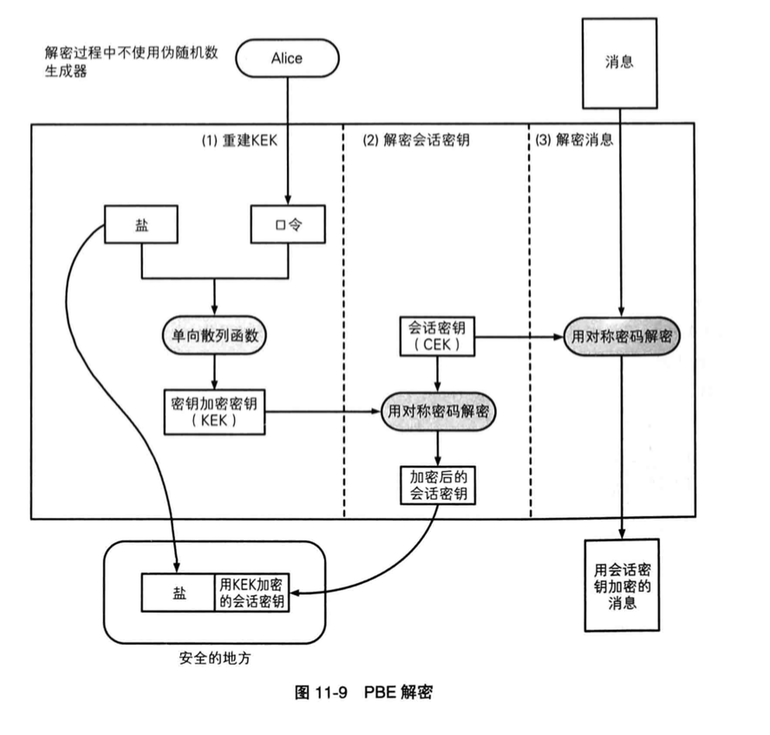 解密过程中不使用伪随机数
生成器
Alice
消息
(1) 重建KEK
(2) 解密会话密钥
(3) 解密消息
盐
口令
单向散列函数
会话密钥
（CEK）
用对称密码解密
密钥加密密钥
（KEK）
用对称密码解密
加密后的
会话密钥
盐
用KEK加密
的会话密钥
用会话密
钥加密的
消息
安全的地方
图 11-9 PBE 解密